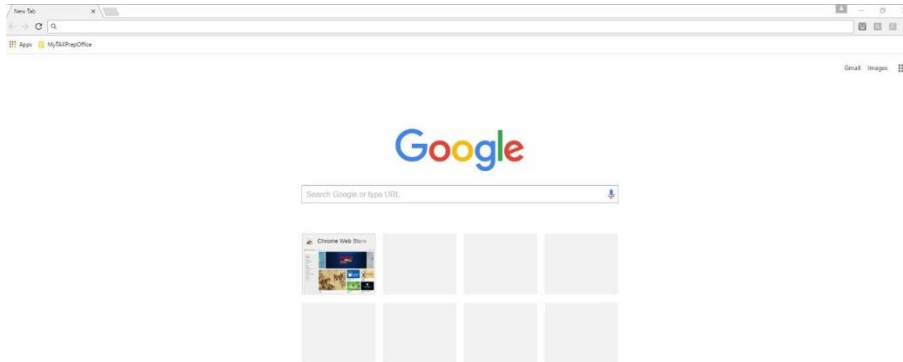 New Tab
Apps MyTAXPrepOffice
Gmail Images
Google
Search Google or type URL
Chrome Web Store